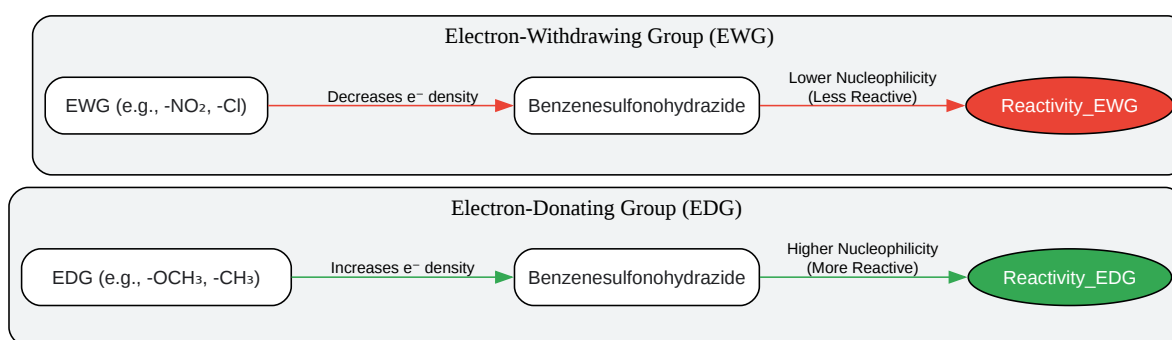 Electron-Withdrawing Group (EWG)
EWG (e.g., -NO₂, -Cl)
Decreases e⁻ density
Benzenesulfonohydrazide
Lower Nucleophilicity
(Less Reactive)
Reactivity_EWG
Electron-Donating Group (EDG)
EDG (e.g., -OCH₃, -CH₃)
Increases e⁻ density
Benzenesulfonohydrazide
Higher Nucleophilicity
(More Reactive)
Reactivity_EDG